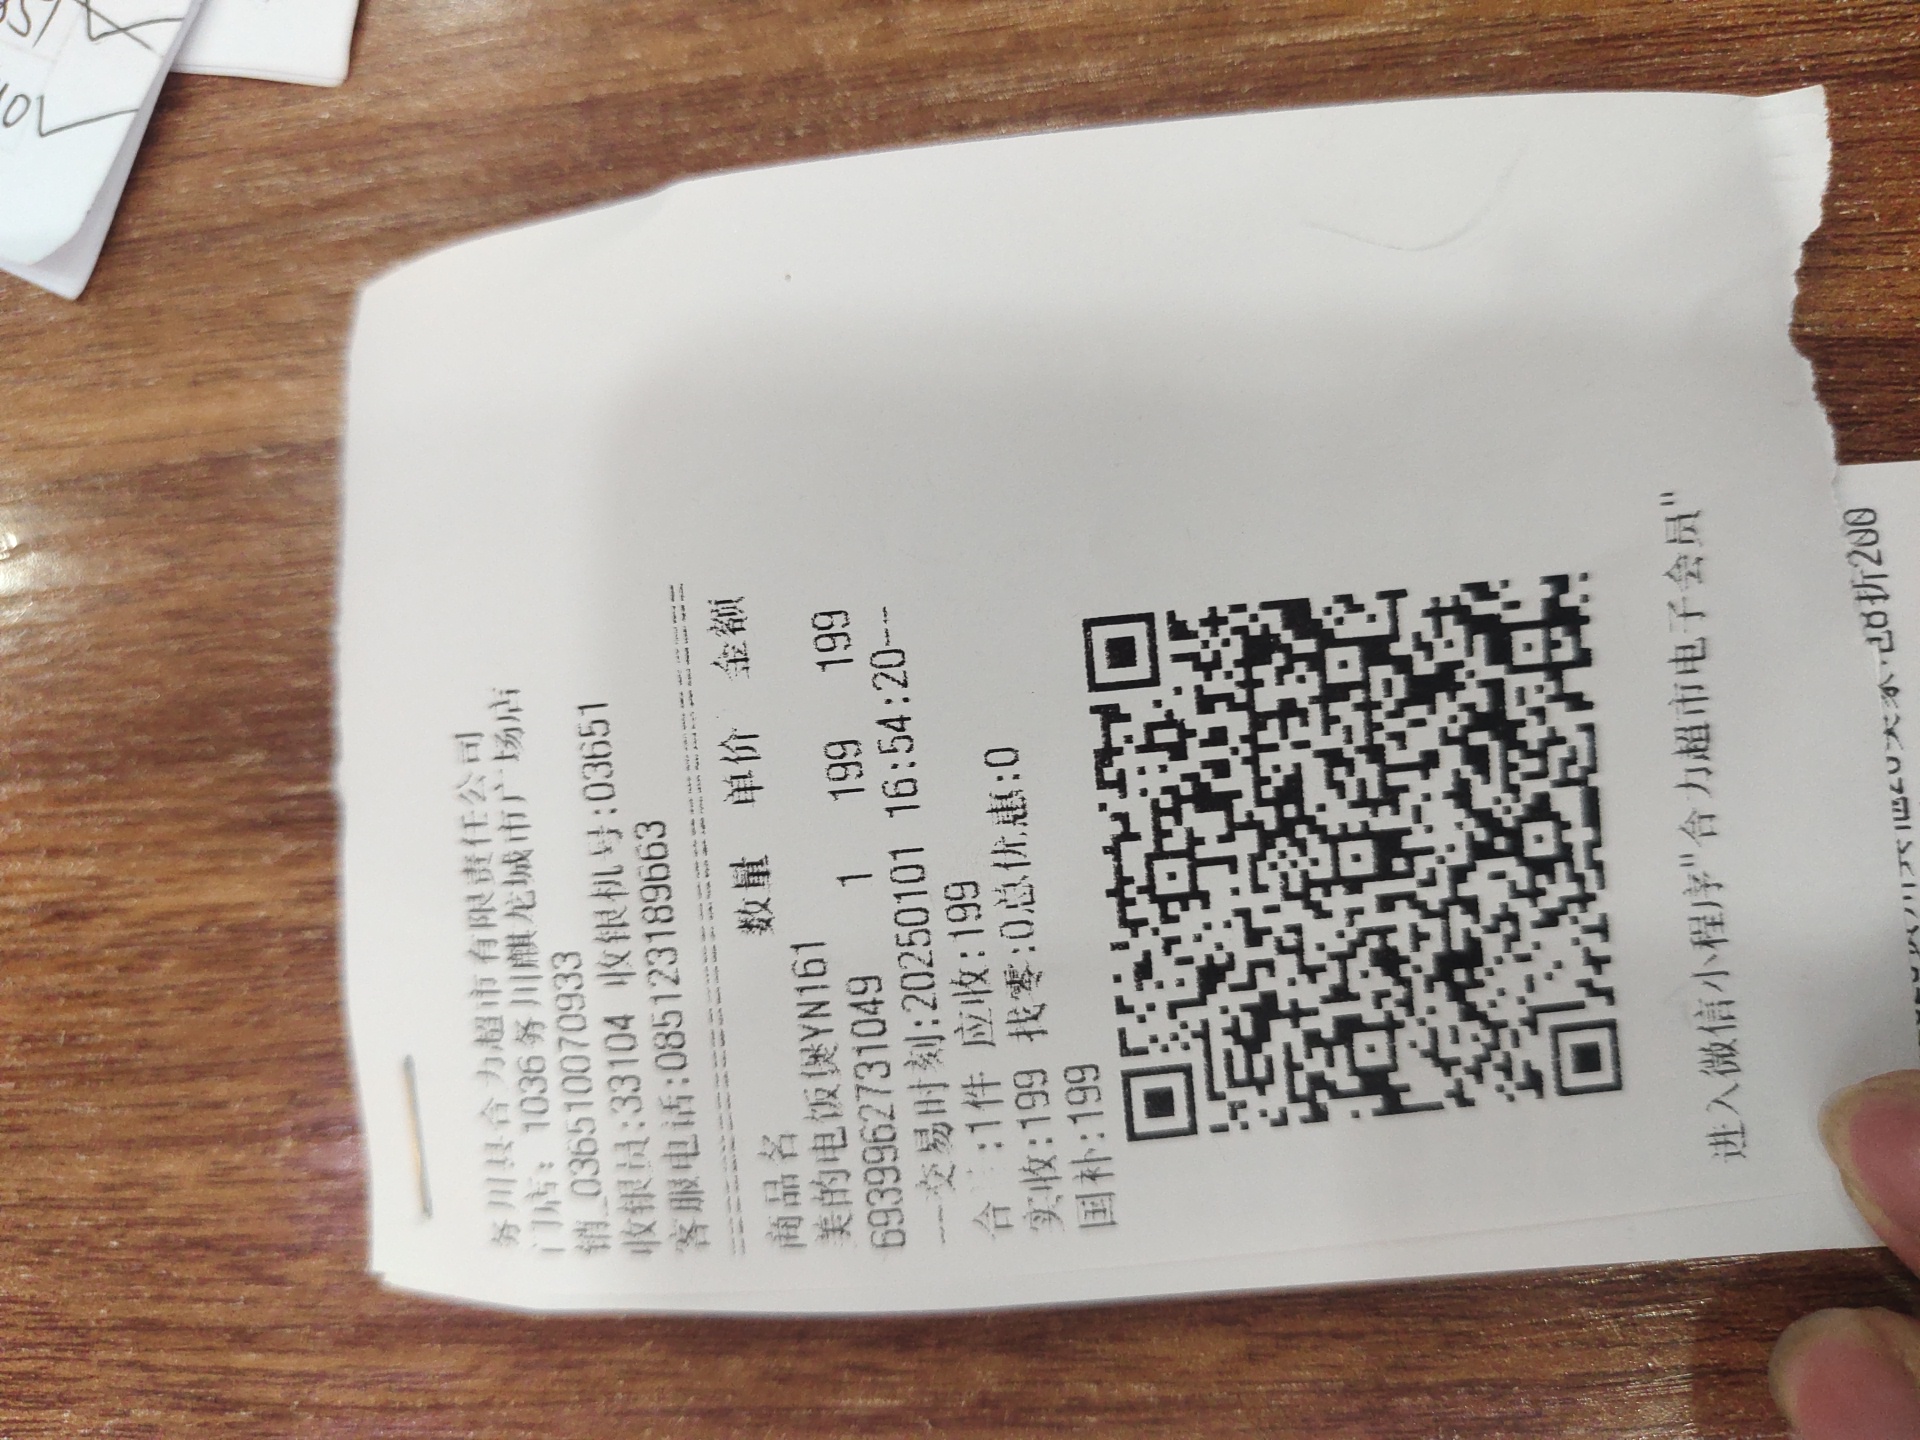 务川县合力超市有限责任公司
门店: 1036务川麒龙城市广场店
销_036510070933
收银员:33104 收银机号:03651
客服电话:085123189663
商品名 数量 单价 金额
美的电饭煲YN161
6939962731049 1 199 199
---交易时刻:20250101 16:54:20---
合 :1件 应收:199
实收:199 找零:0总优惠:0
国补:199
进入微信小程序"合力超市电子会员"
8折200